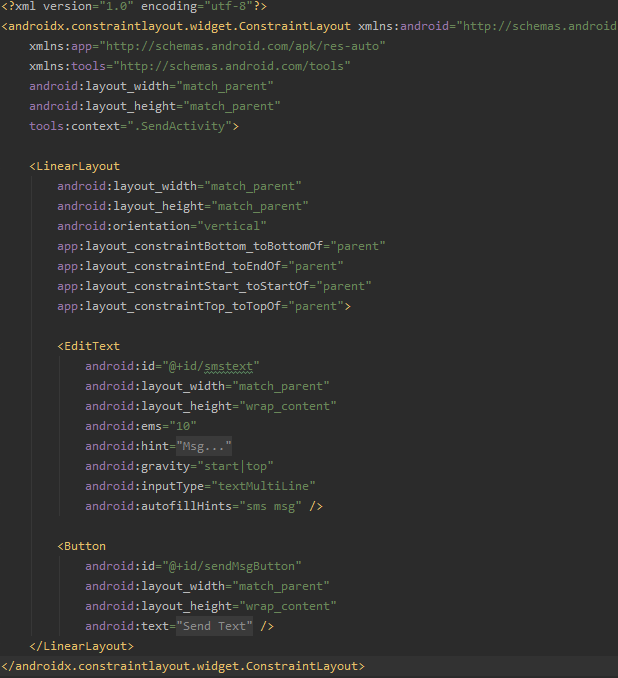 <?xml version="1.0" encoding="utf-8"?>
<androidx.constraintlayout.widget.ConstraintLayout xmlns:android="http://schemas.android.com
    xmlns:app="http://schemas.android.com/apk/res-auto"
    xmlns:tools="http://schemas.android.com/tools"
    android:layout_width="match_parent"
    android:layout_height="match_parent"
    tools:context=".SendActivity">

    <LinearLayout
        android:layout_width="match_parent"
        android:layout_height="match_parent"
        android:orientation="vertical"
        app:layout_constraintBottom_toBottomOf="parent"
        app:layout_constraintEnd_toEndOf="parent"
        app:layout_constraintStart_toStartOf="parent"
        app:layout_constraintTop_toTopOf="parent">

        <EditText
            android:id="@+id/smstext"
            android:layout_width="match_parent"
            android:layout_height="wrap_content"
            android:ems="10"
            android:hint="Msg..."
            android:gravity="start|top"
            android:inputType="textMultiLine"
            android:autofillHints="sms msg" />

        <Button
            android:id="@+id/sendMsgButton"
            android:layout_width="match_parent"
            android:layout_height="wrap_content"
            android:text="Send Text" />
    </LinearLayout>
</androidx.constraintlayout.widget.ConstraintLayout>